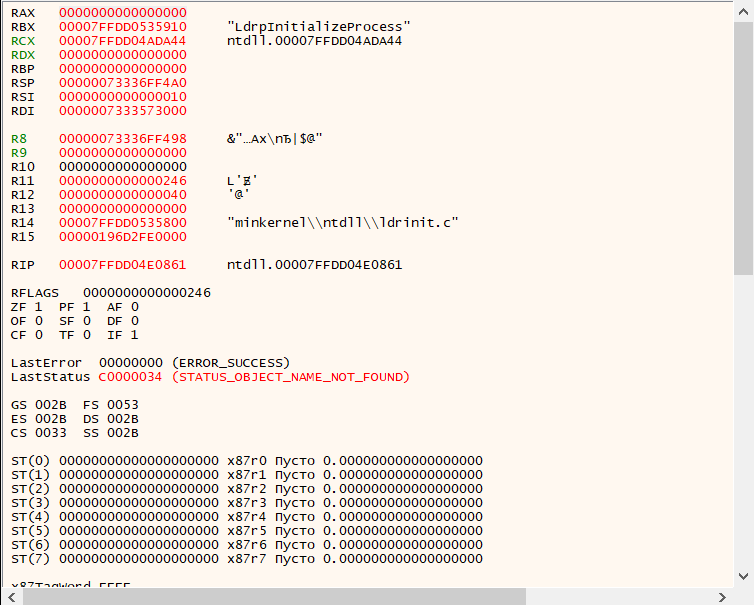 RAX 0000000000000000
RBX 00007FFDD0535910 "LdrpInitializeProcess"
RCX 00007FFDD04ADA44 ntdll.00007FFDD04ADA44
RDX 0000000000000000
RBP 0000000000000000
RSP 00000073336FF4A0
RSI 0000000000000010
RDI 0000007333573000
R8 00000073336FF498 &"…Аx\пЂ|$@"
R9 0000000000000000
R10 0000000000000000
R11 0000000000000246 L'Ɇ'
R12 0000000000000040 '@'
R13 0000000000000000
R14 00007FFDD0535800 "minkernel\\ntdll\\ldrinit.c"
R15 00000196D2FE0000
RIP 00007FFDD04E0861 ntdll.00007FFDD04E0861
RFLAGS 0000000000000246
ZF 1 PF 1 AF 0
OF 0 SF 0 DF 0
CF 0 TF 0 IF 1
LastError 00000000 (ERROR_SUCCESS)
LastStatus C0000034 (STATUS_OBJECT_NAME_NOT_FOUND)
GS 002B FS 0053
ES 002B DS 002B
CS 0033 SS 002B
ST(0) 00000000000000000000 x87r0 Пусто 0.000000000000000000
ST(1) 00000000000000000000 x87r1 Пусто 0.000000000000000000
ST(2) 00000000000000000000 x87r2 Пусто 0.000000000000000000
ST(3) 00000000000000000000 x87r3 Пусто 0.000000000000000000
ST(4) 00000000000000000000 x87r4 Пусто 0.000000000000000000
ST(5) 00000000000000000000 x87r5 Пусто 0.000000000000000000
ST(6) 00000000000000000000 x87r6 Пусто 0.000000000000000000
ST(7) 00000000000000000000 x87r7 Пусто 0.000000000000000000
x87TagWord FFFF